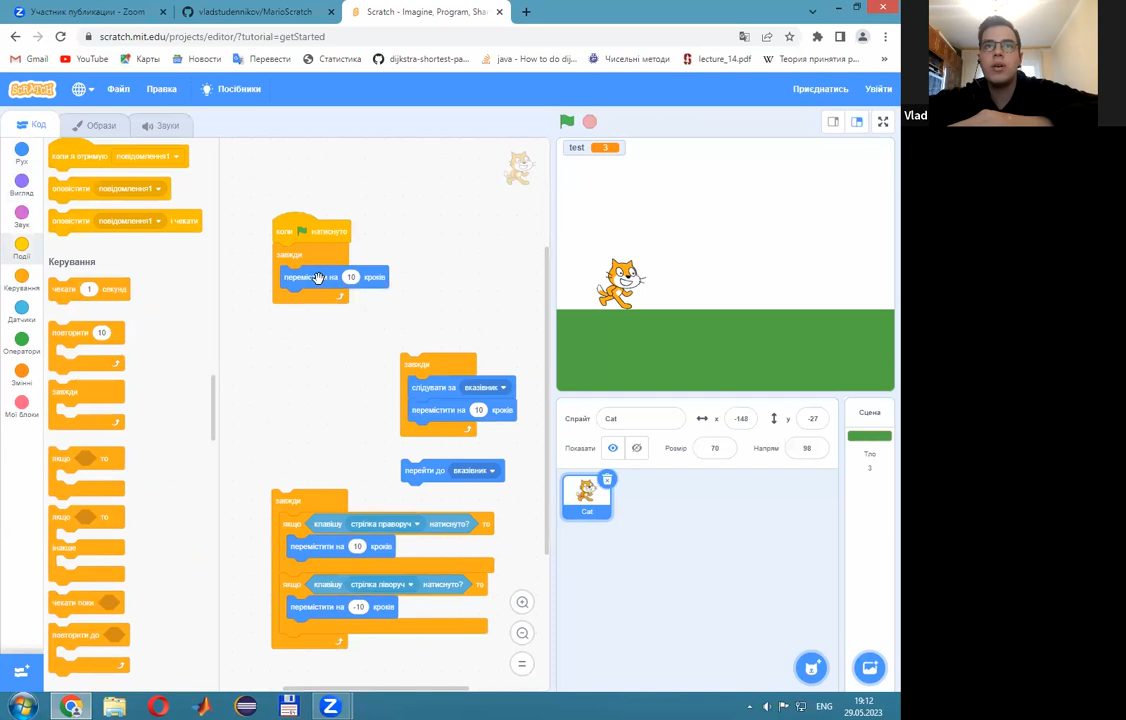 Участник публикации - Zoom
vladstudennikov/MarioScratch
Scratch - Imagine, Program, Sha
scratch.mit.edu/projects/editor/?tutorial=getStarted
Gmail
YouTube
Карты
Новости
Перевести
Статистика
dijkstra-shortest-pa...
java - How to do dij...
Чисельні методи
lecture_14.pdf
Теория принятия р...
SCRATCH
Файл
Правка
Посібники
Приєднатись
Увійти
Vlad
Код
Образи
Звуки
Рух
Вигляд
Звук
Події
Керування
Датчики
Оператори
Змінні
Мої блоки
коли я отримую повідомлення1
оповістити повідомлення1
оповістити повідомлення1 і чекати
Керування
чекати 1 секунд
повторити 10
завжди
якщо то
якщо то
інакше
чекати поки
повторити до
коли натиснуте
завжди
перемістити на 10 кроків
завжди
слідувати за вказівник
перемістити на 10 кроків
перейти до вказівник
завжди
якщо клавішу стрілка праворуч натиснуто? то
перемістити на 10 кроків
якщо клавішу стрілка ліворуч натиснуто? то
перемістити на -10 кроків
test 3
Спрайт Cat x -148 y -27
Показати Розмір 70 Напрям 98
Cat
Сцена
Тло
3
ENG
19:12
29.05.2023